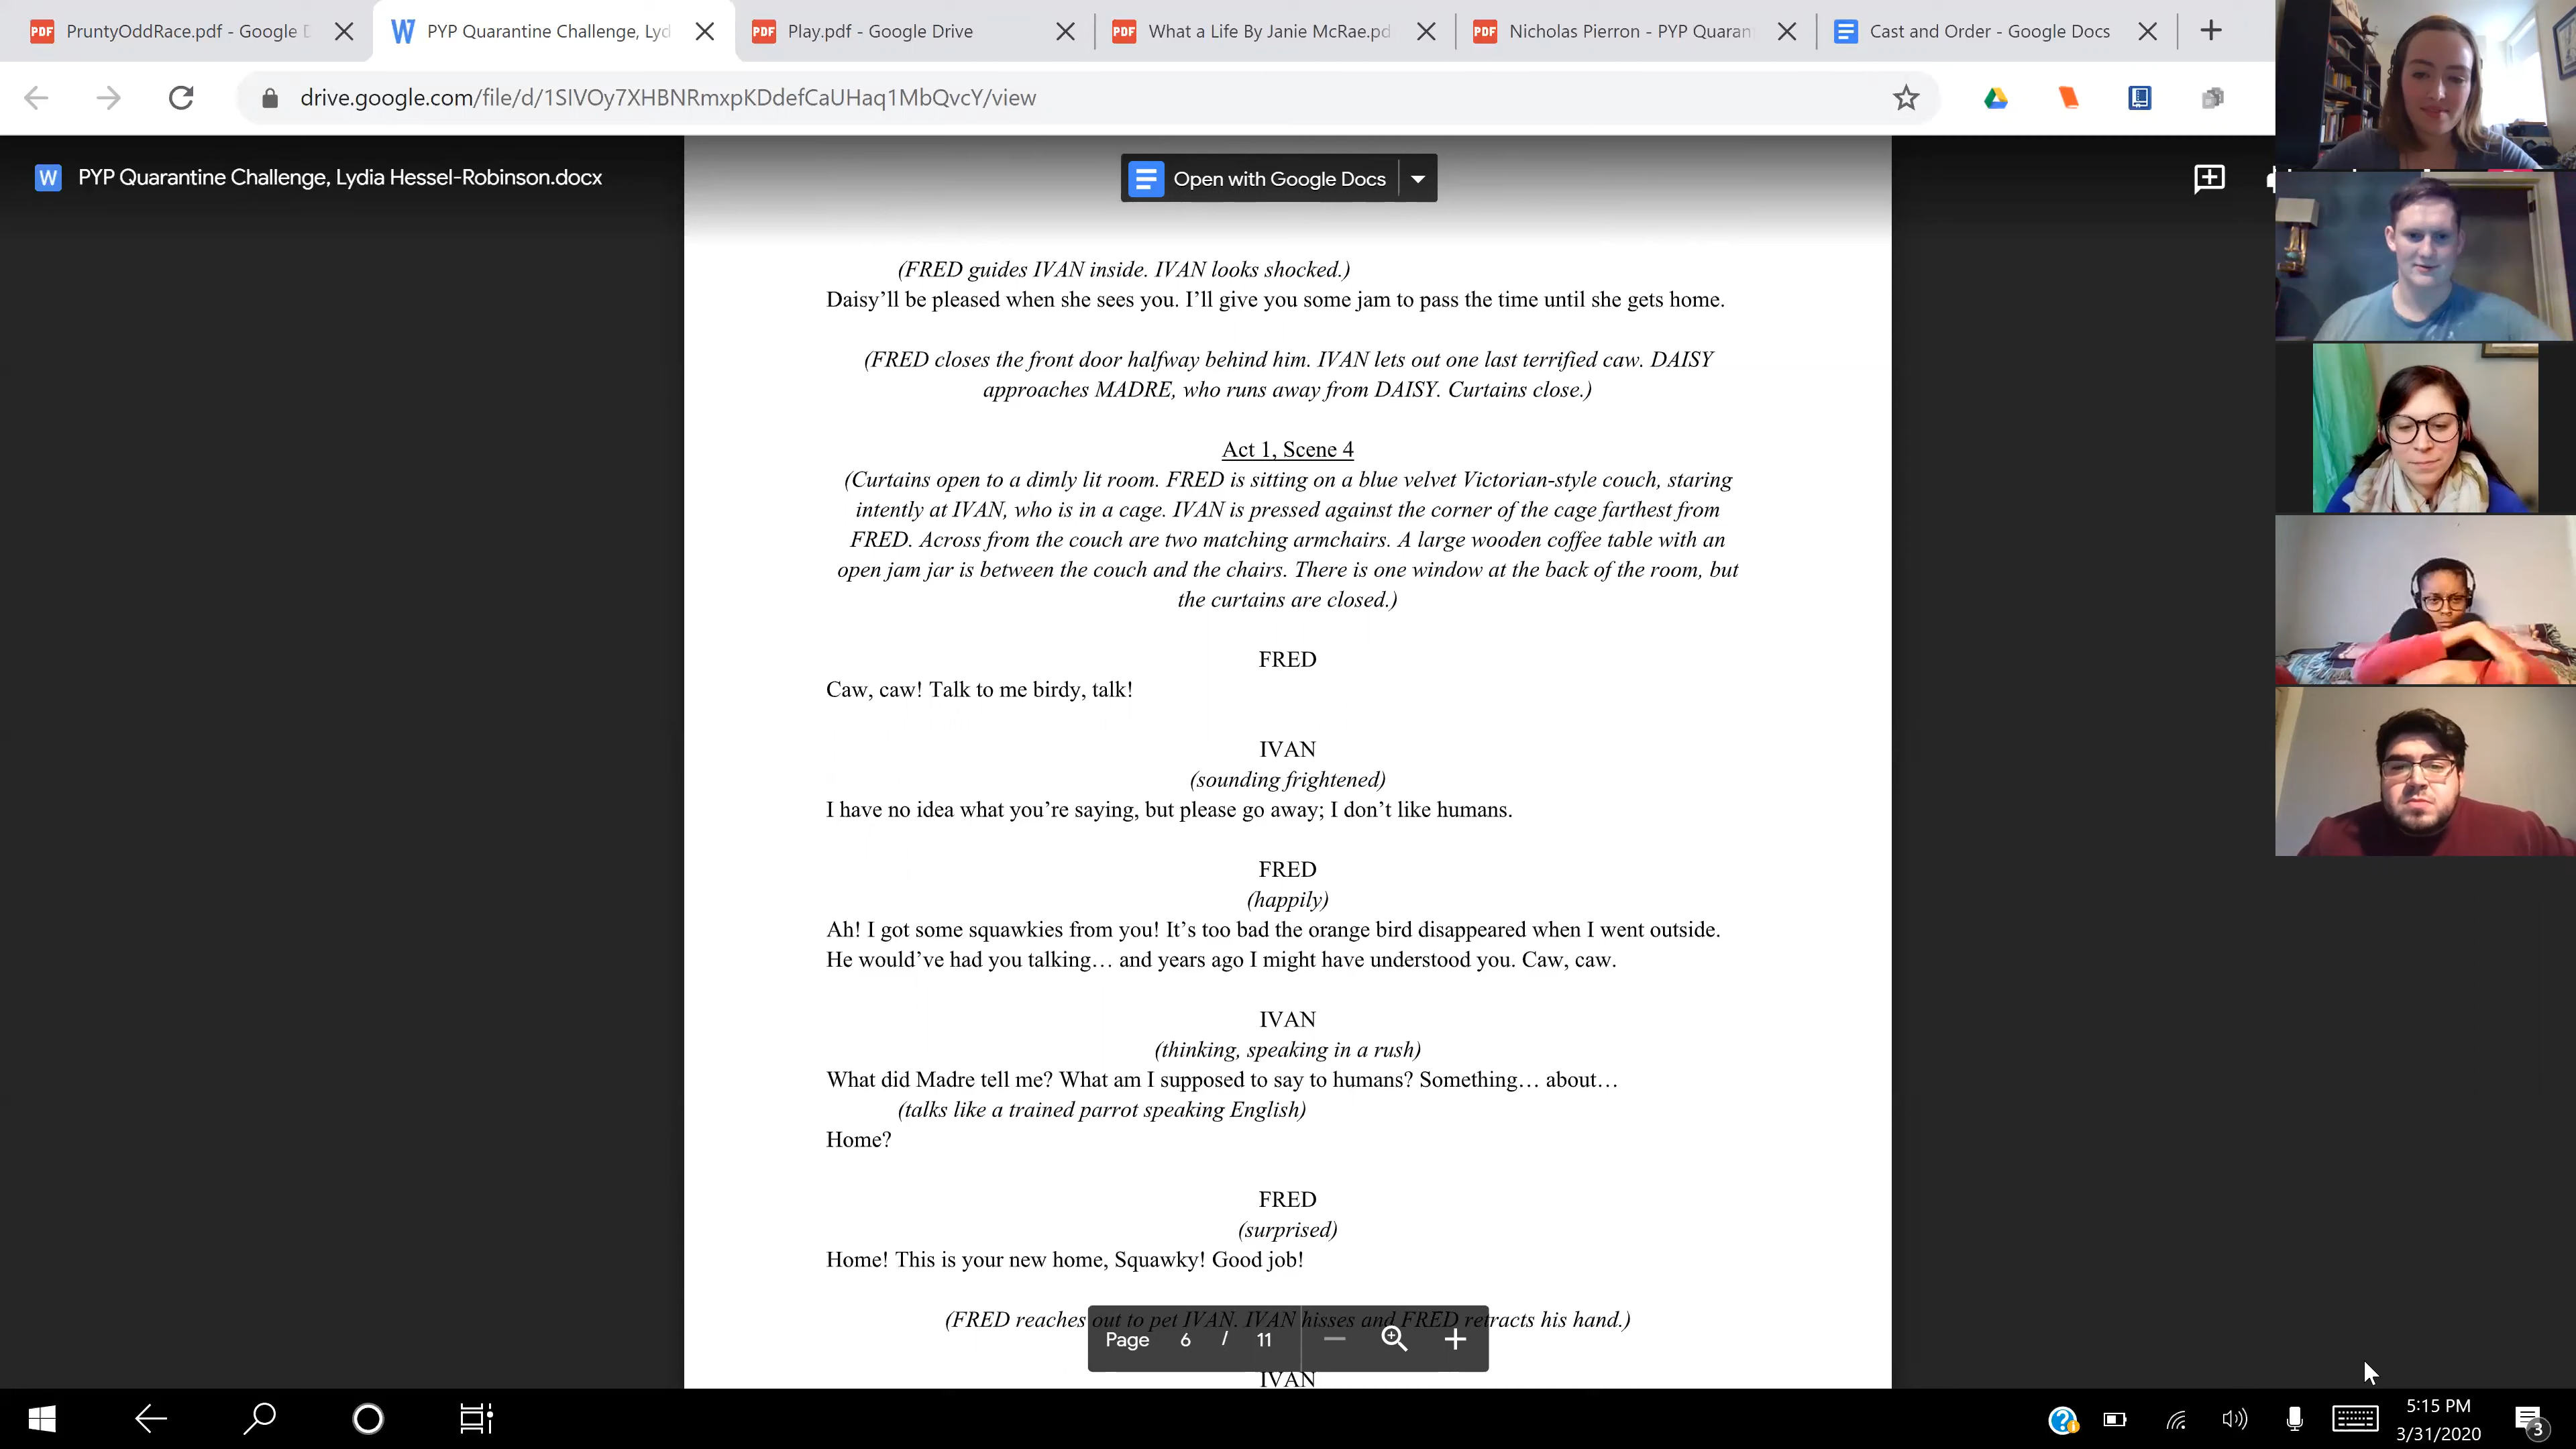 PruntyOddRace.pdf - Google D
PYP Quarantine Challenge, Lyd
Play.pdf - Google Drive
What a Life By Janie McRae.pd
Nicholas Pierron - PYP Quaran
Cast and Order - Google Docs
drive.google.com/file/d/1SIVOy7XHBNRmxpKDdefCaUHaq1MbQvcY/view
W PYP Quarantine Challenge, Lydia Hessel-Robinson.docx
Open with Google Docs
(FRED guides IVAN inside. IVAN looks shocked.)
Daisy’ll be pleased when she sees you. I’ll give you some jam to pass the time until she gets home.
(FRED closes the front door halfway behind him. IVAN lets out one last terrified caw. DAISY
approaches MADRE, who runs away from DAISY. Curtains close.)
Act 1, Scene 4
(Curtains open to a dimly lit room. FRED is sitting on a blue velvet Victorian-style couch, staring
intently at IVAN, who is in a cage. IVAN is pressed against the corner of the cage farthest from
FRED. Across from the couch are two matching armchairs. A large wooden coffee table with an
open jam jar is between the couch and the chairs. There is one window at the back of the room, but
the curtains are closed.)
FRED
Caw, caw! Talk to me birdy, talk!
IVAN
(sounding frightened)
I have no idea what you’re saying, but please go away; I don’t like humans.
FRED
(happily)
Ah! I got some squawkies from you! It’s too bad the orange bird disappeared when I went outside.
He would’ve had you talking… and years ago I might have understood you. Caw, caw.
IVAN
(thinking, speaking in a rush)
What did Madre tell me? What am I supposed to say to humans? Something… about…
(talks like a trained parrot speaking English)
Home?
FRED
(surprised)
Home! This is your new home, Squawky! Good job!
(FRED reaches out to pet IVAN. IVAN hisses and FRED retracts his hand.)
Page 6 / 11
IVAN
5:15 PM
3/31/2020
3